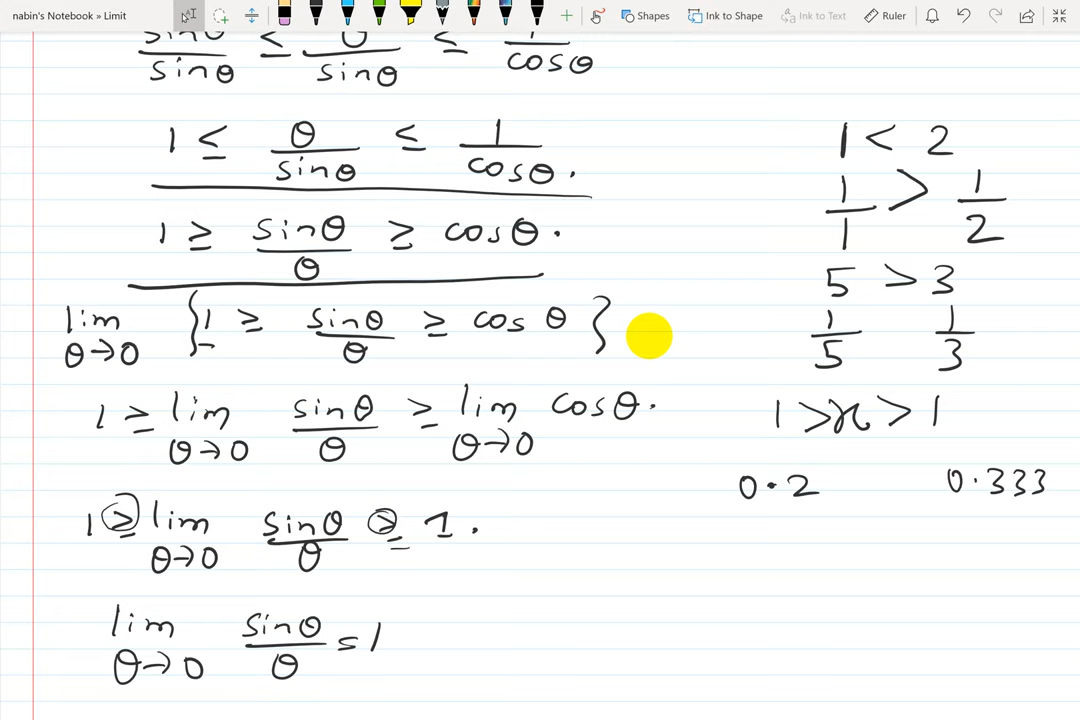 nabin's Notebook » Limit
Shapes Ink to Shape Ink to Text Ruler
sinθ/sinθ ≤ θ/sinθ ≤ 1/cosθ
1 ≤ θ/sinθ ≤ 1/cosθ.
1 ≥ sinθ/θ ≥ cosθ.
lim θ→0 {1 ≥ sinθ/θ ≥ cosθ}
1 ≥ lim θ→0 sinθ/θ ≥ lim θ→0 cosθ.
1 ≥ lim θ→0 sinθ/θ ≥ 1.
lim θ→0 sinθ/θ = 1
1 < 2
1/1 > 1/2
5 > 3
1/5 1/3
1 > x > 1
0.2 0.333